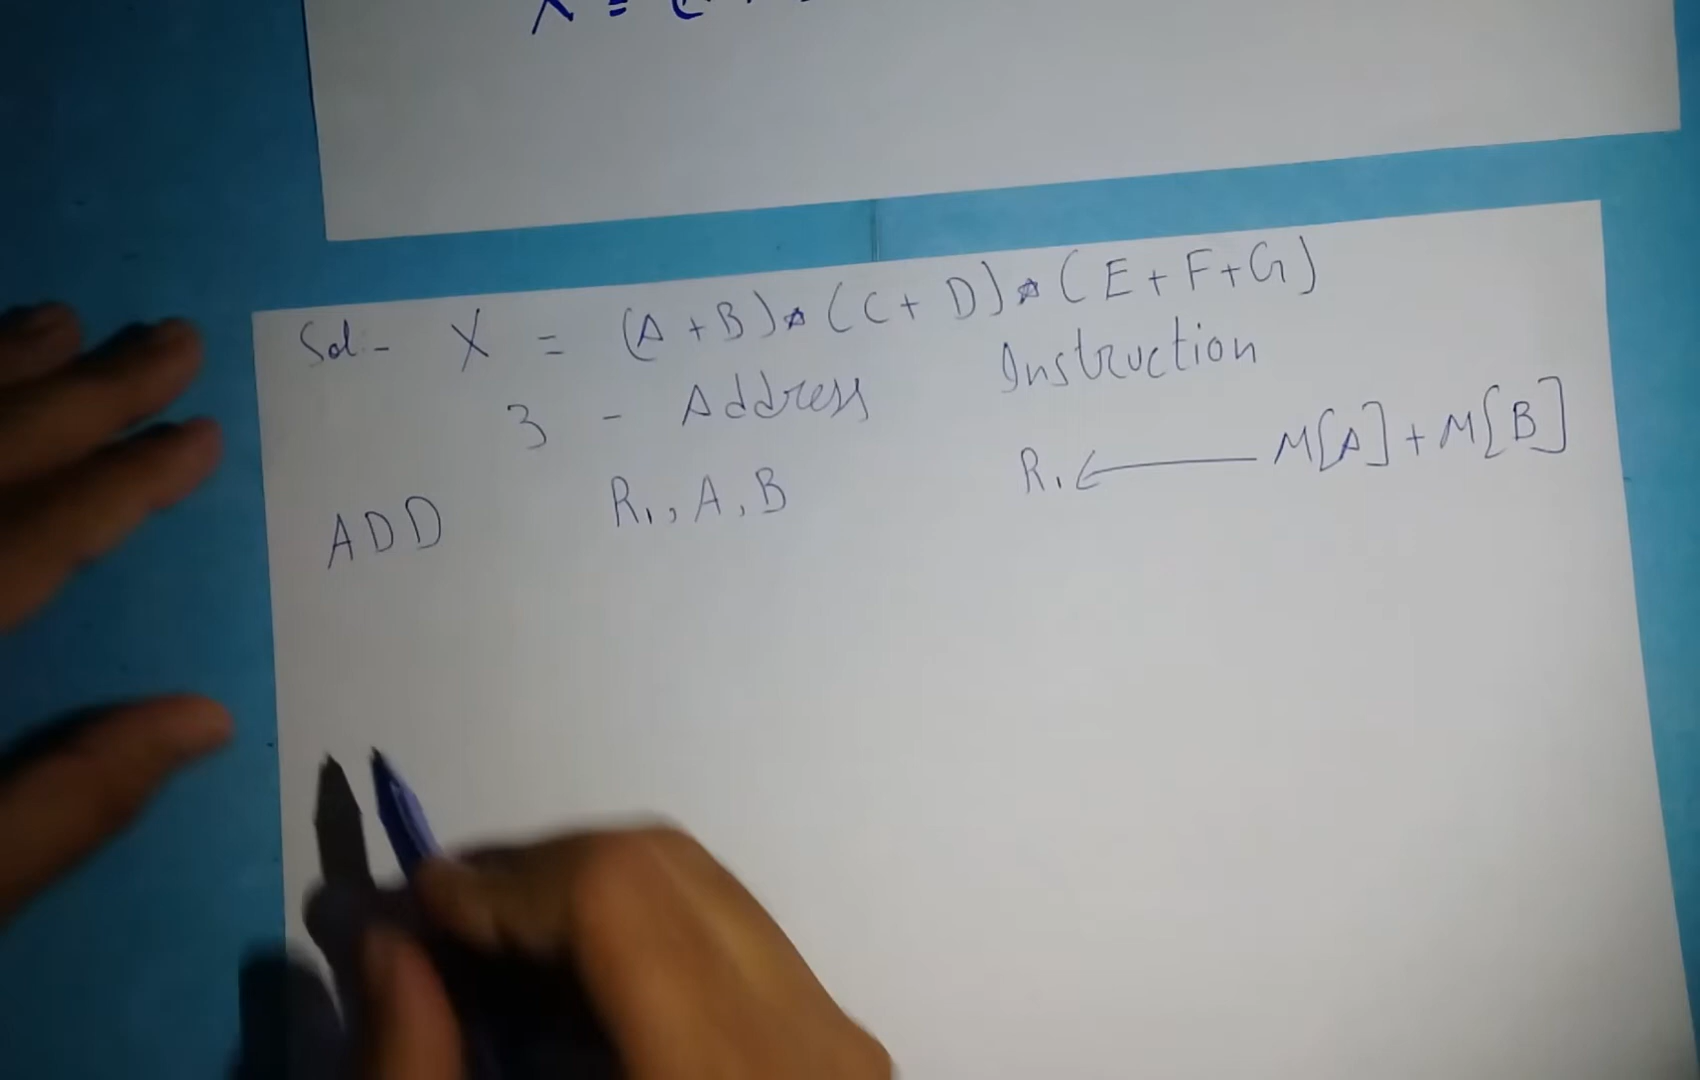 X = (
Sol- X = (A+B)*(C+D)*(E+F+G)
3 - Address Instruction
ADD R1, A, B R1 ← M[A]+M[B]